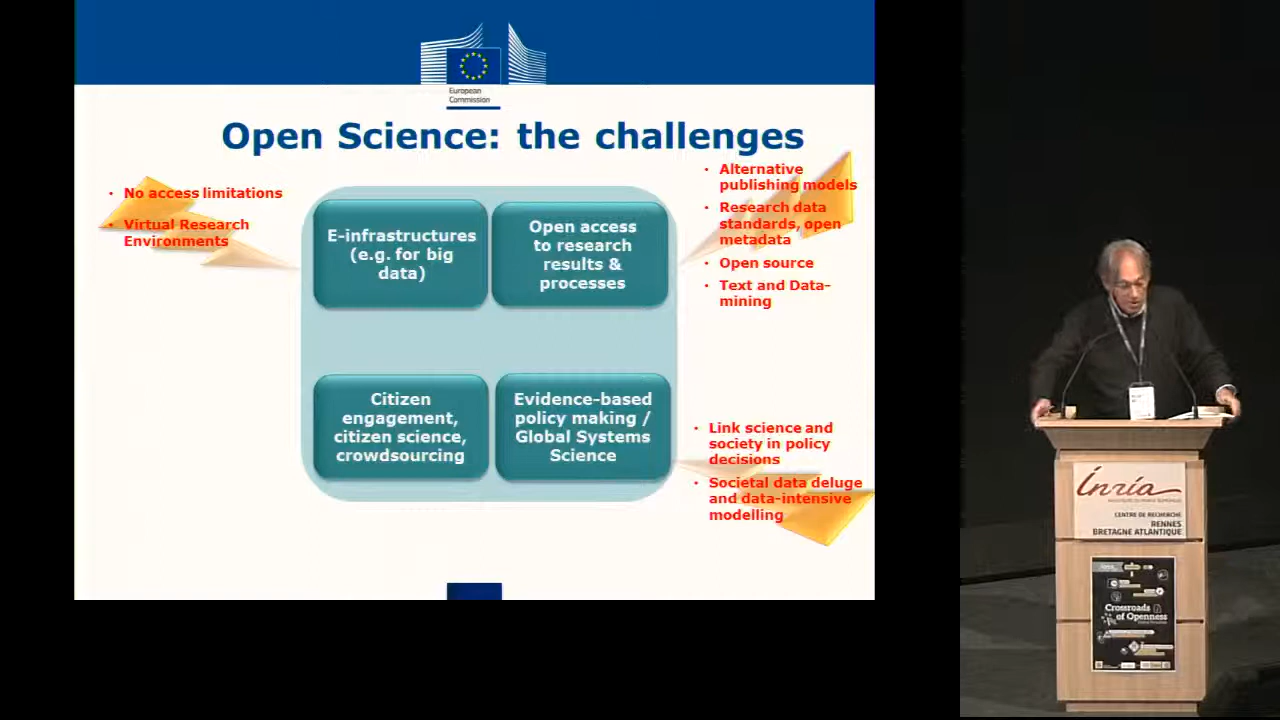 European
Commission
Open Science: the challenges
• No access limitations
• Virtual Research
Environments
E-infrastructures
(e.g. for big
data)
Open access
to research
results &
processes
• Alternative
publishing models
• Research data
standards, open
metadata
• Open source
• Text and Data-
mining
Citizen
engagement,
citizen science,
crowdsourcing
Evidence-based
policy making /
Global Systems
Science
• Link science and
society in policy
decisions
• Societal data deluge
and data-intensive
modelling
Inria
CENTRE DE RECHERCHE
RENNES
BRETAGNE ATLANTIQUE
Crossroads
of Openness